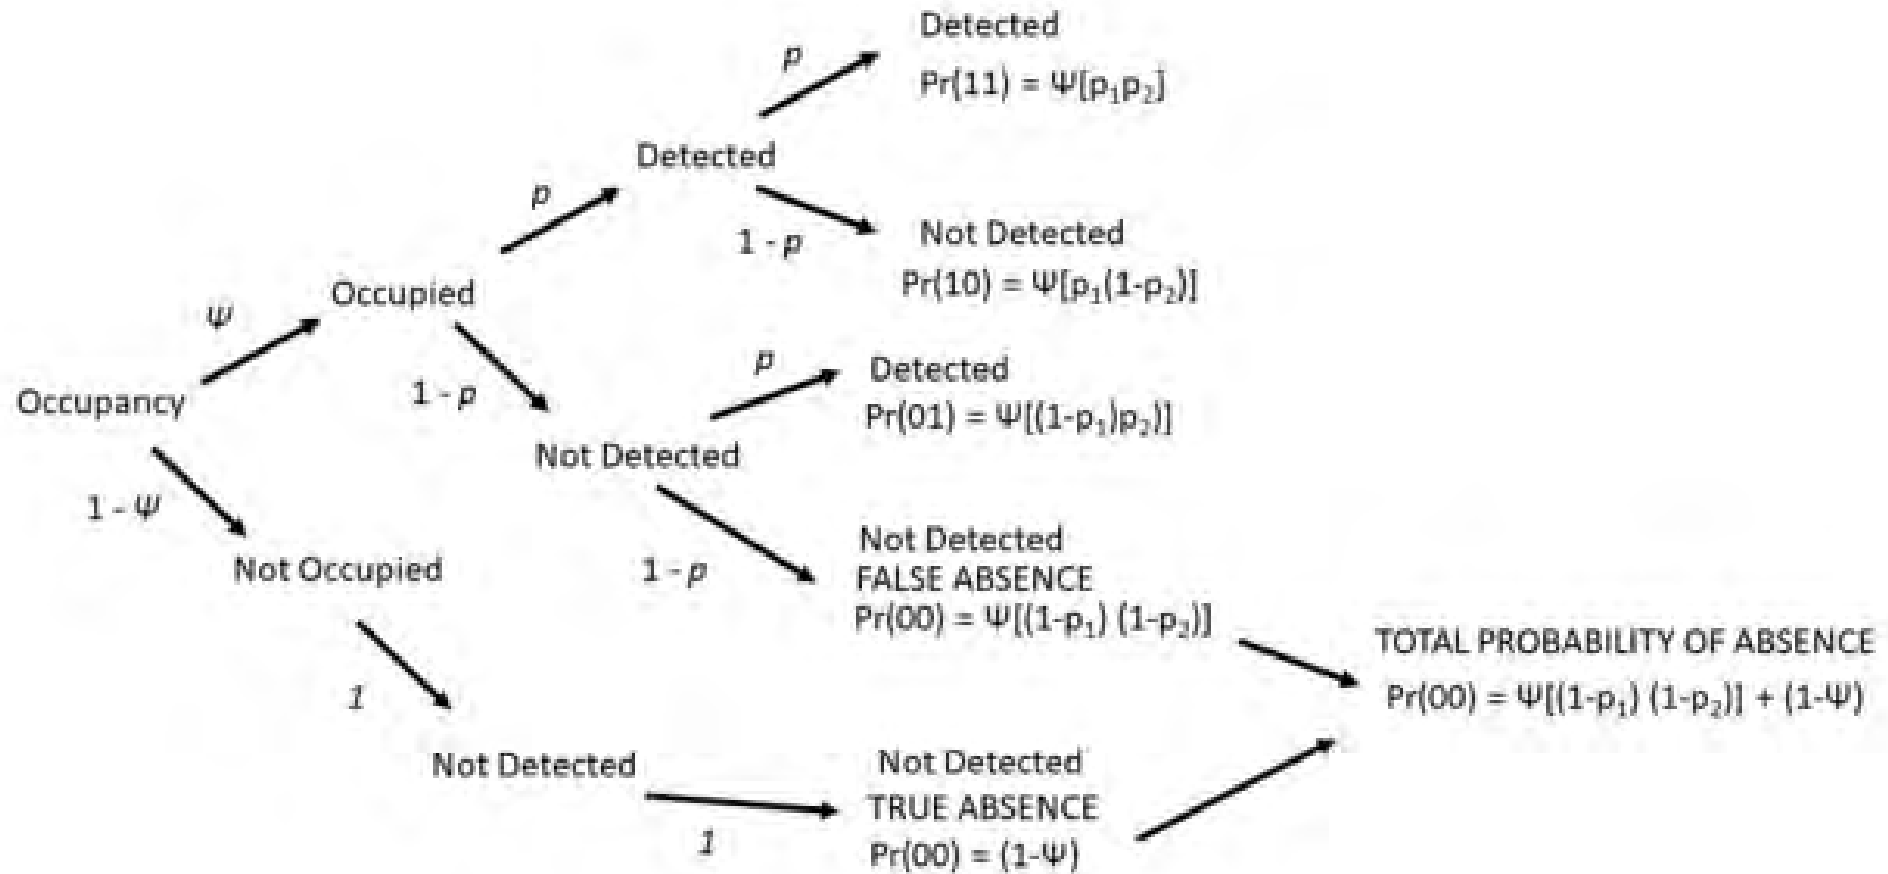 Detected
p
Pr(11) = Ψ[p₁p₂]
Detected
p
1 - p
Not Detected
Pr(10) = Ψ[p₁(1-p₂)]
Occupied
Ψ
p
Detected
1 - p
Occupancy
Pr(01) = Ψ[(1-p₁)p₂)]
Not Detected
1 - Ψ
Not Detected
Not Occupied
1 - p
FALSE ABSENCE
Pr(00) = Ψ[(1-p₁) (1-p₂)]
TOTAL PROBABILITY OF ABSENCE
1
Pr(00) = Ψ[(1-p₁) (1-p₂)] + (1-Ψ)
Not Detected
Not Detected
TRUE ABSENCE
1
Pr(00) = (1-Ψ)